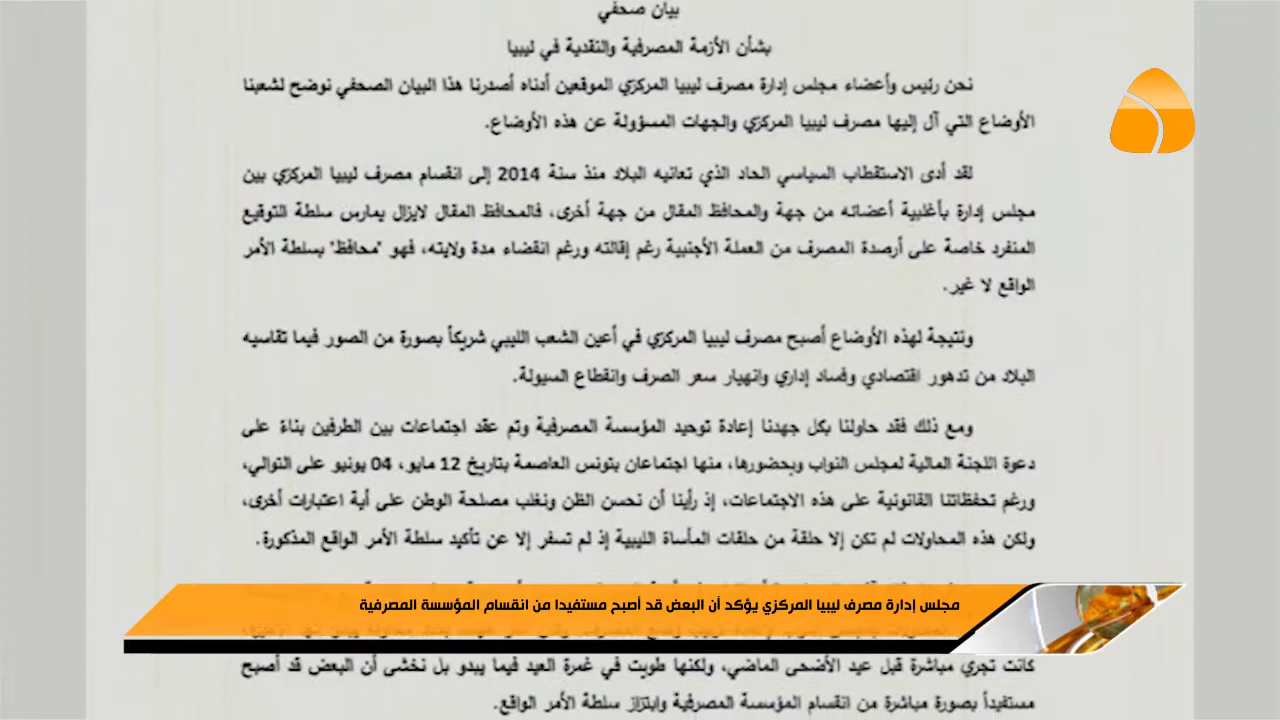 بيان صحفي
بشأن الأزمة المصرفية والنقدية في ليبيا
نحن رئيس وأعضاء مجلس إدارة مصرف ليبيا المركزي الموقعين أدناه أصدرنا هذا البيان الصحفي نوضح لشعبنا
الأوضاع التي آل إليها مصرف ليبيا المركزي والجهات المسؤولة عن هذه الأوضاع.
لقد أدى الاستقطاب السياسي الحاد الذي تعانيه البلاد منذ سنة 2014 إلى انقسام مصرف ليبيا المركزي بين
مجلس إدارة بأغلبية أعضائه من جهة والمحافظ المقال من جهة أخرى، فالمحافظ المقال لايزال يمارس سلطة التوقيع
المنفرد خاصة على أرصدة المصرف من العملة الأجنبية رغم إقالته ورغم انقضاء مدة ولايته، فهو "محافظ" بسلطة الأمر
الواقع لا غير.
ونتيجة لهذه الأوضاع أصبح مصرف ليبيا المركزي في أعين الشعب الليبي شريكاً بصورة من الصور فيما تقاسيه
البلاد من تدهور اقتصادي وفساد إداري وانهيار سعر الصرف وانقطاع السيولة.
ومع ذلك فقد حاولنا بكل جهدنا إعادة توحيد المؤسسة المصرفية وتم عقد اجتماعات بين الطرفين بناءً على
دعوة اللجنة المالية لمجلس النواب وبحضورها، منها اجتماعان بتونس العاصمة بتاريخ 12 مايو، 04 يونيو على التوالي،
ورغم تحفظاتنا القانونية على هذه الاجتماعات، إذ رأينا أن نحسن الظن ونغلب مصلحة الوطن على أية اعتبارات أخرى،
ولكن هذه المحاولات لم تكن إلا حلقة من حلقات المأساة الليبية إذ لم تسفر إلا عن تأكيد سلطة الأمر الواقع المذكورة.
مجلس إدارة مصرف ليبيا المركزي يؤكد أن البعض قد أصبح مستفيدا من انقسام المؤسسة المصرفية
كانت تجري مباشرة قبل عيد الأضحى الماضي، ولكنها طويت في غمرة العيد فيما يبدو بل نخشى أن البعض قد أصبح
مستفيداً بصورة مباشرة من انقسام المؤسسة المصرفية وابتزاز سلطة الأمر الواقع.